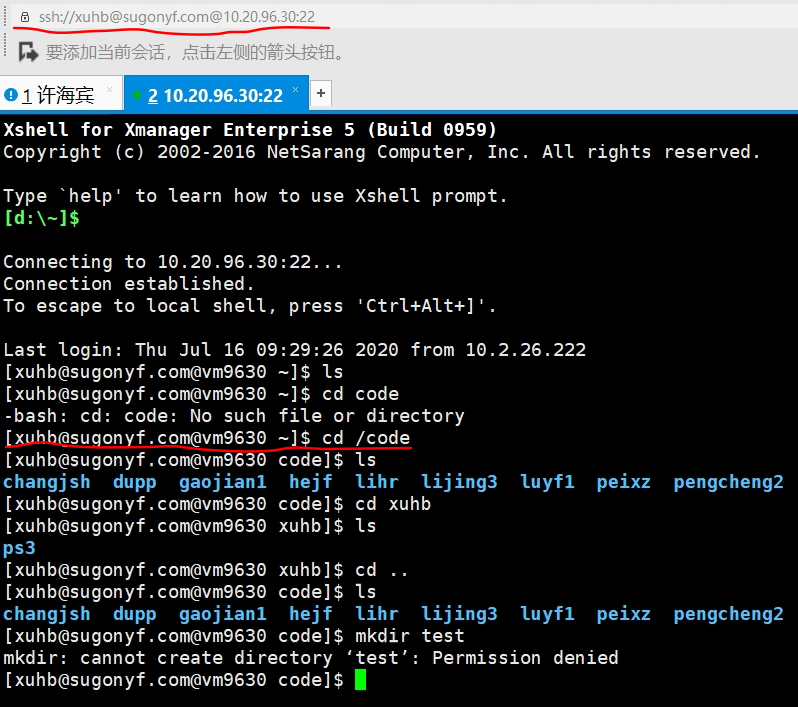 ssh://xuhb@sugonyf.com@10.20.96.30:22
要添加当前会话，点击左侧的箭头按钮。
1 许海宾 × 2 10.20.96.30:22 × +
Xshell for Xmanager Enterprise 5 (Build 0959)
Copyright (c) 2002-2016 NetSarang Computer, Inc. All rights reserved.
Type `help' to learn how to use Xshell prompt.
[d:\~]$
Connecting to 10.20.96.30:22...
Connection established.
To escape to local shell, press 'Ctrl+Alt+]'.
Last login: Thu Jul 16 09:29:26 2020 from 10.2.26.222
[xuhb@sugonyf.com@vm9630 ~]$ ls
[xuhb@sugonyf.com@vm9630 ~]$ cd code
-bash: cd: code: No such file or directory
[xuhb@sugonyf.com@vm9630 ~]$ cd /code
[xuhb@sugonyf.com@vm9630 code]$ ls
changjsh dupp gaojian1 hejf lihr lijing3 luyf1 peixz pengcheng2
[xuhb@sugonyf.com@vm9630 code]$ cd xuhb
[xuhb@sugonyf.com@vm9630 xuhb]$ ls
ps3
[xuhb@sugonyf.com@vm9630 xuhb]$ cd ..
[xuhb@sugonyf.com@vm9630 code]$ ls
changjsh dupp gaojian1 hejf lihr lijing3 luyf1 peixz pengcheng2
[xuhb@sugonyf.com@vm9630 code]$ mkdir test
mkdir: cannot create directory ‘test’: Permission denied
[xuhb@sugonyf.com@vm9630 code]$